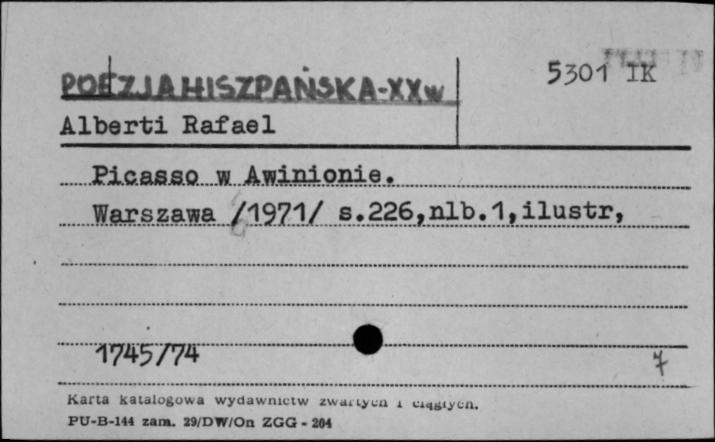 POEZJA HISZPAŃSKA-XXw
5301 IK
Alberti Rafael
Picasso w Awinionie.
Warszawa /1971/ s.226,nlb.1,ilustr,
1745/74
7
Karta katalogowa wydawnictw zwartych i ciągłych.
PU-B-144 zam. 29/DW/On ZGG - 204